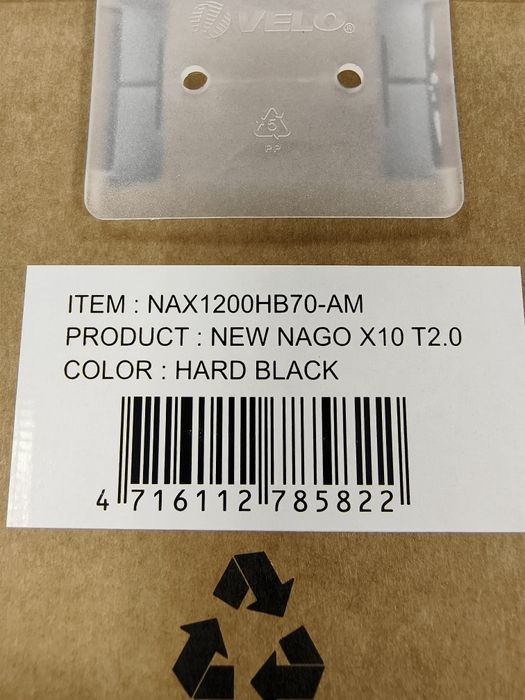 VELO®
5
PP
ITEM : NAX1200HB70-AM
PRODUCT : NEW NAGO X10 T2.0
COLOR : HARD BLACK
4 716112 785822